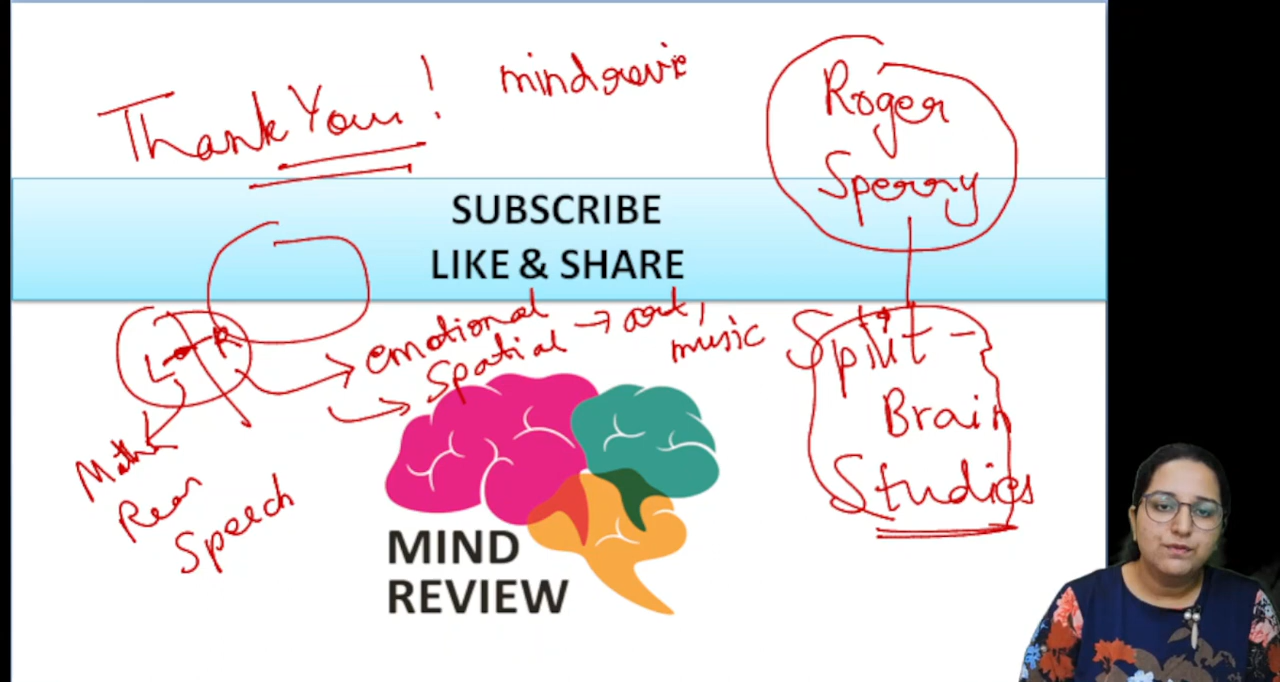 Thank You!
mindrevie
Roger
Sperry
SUBSCRIBE
LIKE & SHARE
L R
emotional
Spatial → art,
music
Split-
Brain
Studies
Math
Reas
Speech
MIND
REVIEW